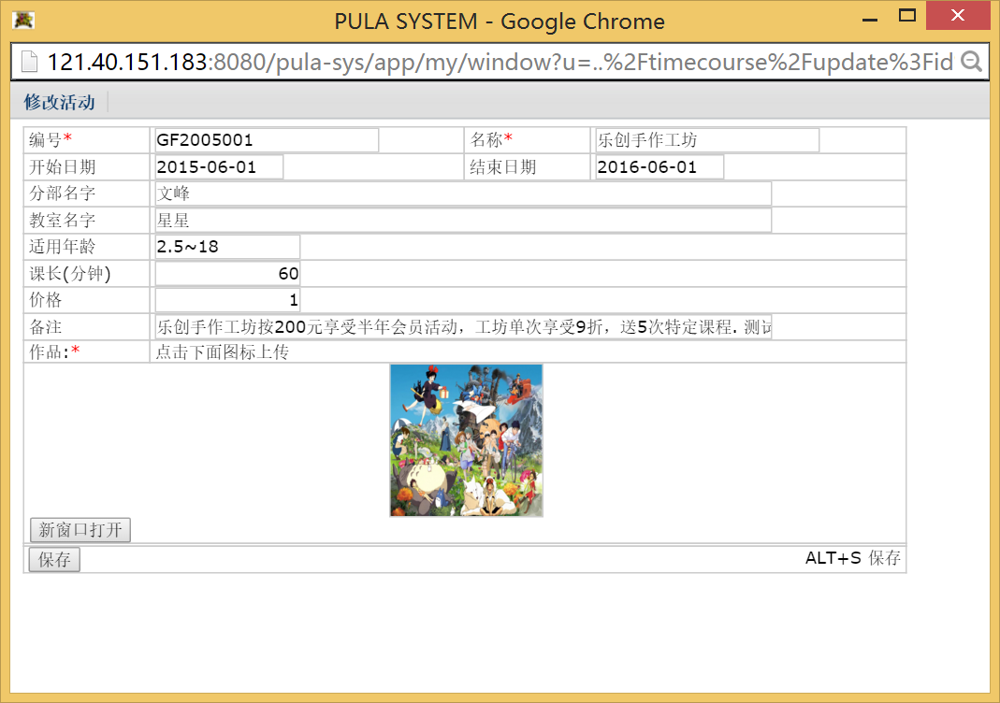 PULA SYSTEM - Google Chrome
121.40.151.183:8080/pula-sys/app/my/window?u=..%2Ftimecourse%2Fupdate%3Fid
修改活动
编号* GF2005001 名称* 乐创手作工坊
开始日期 2015-06-01 结束日期 2016-06-01
分部名字 文峰
教室名字 星星
适用年龄 2.5~18
课长(分钟) 60
价格 1
备注 乐创手作工坊按200元享受半年会员活动，工坊单次享受9折，送5次特定课程. 测试
作品:* 点击下面图标上传
新窗口打开
保存 ALT+S 保存